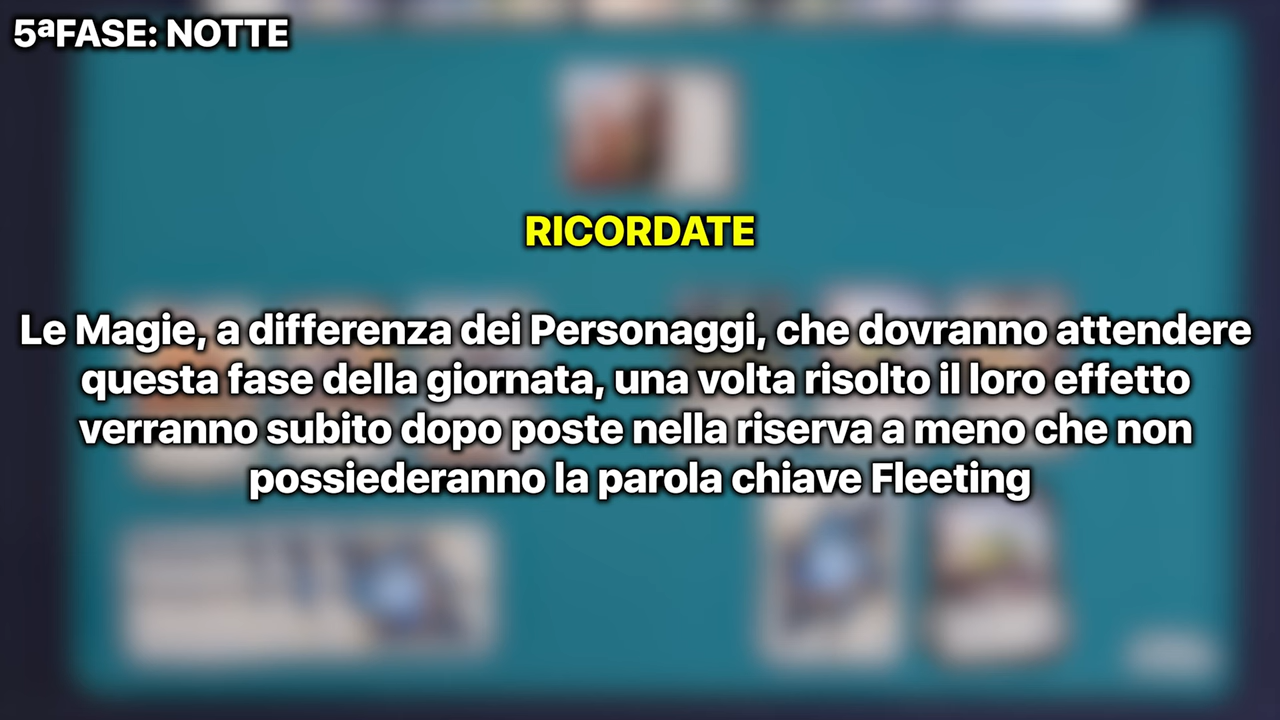 5ªFASE: NOTTE
RICORDATE
Le Magie, a differenza dei Personaggi, che dovranno attendere
questa fase della giornata, una volta risolto il loro effetto
verranno subito dopo poste nella riserva a meno che non
possiederanno la parola chiave Fleeting